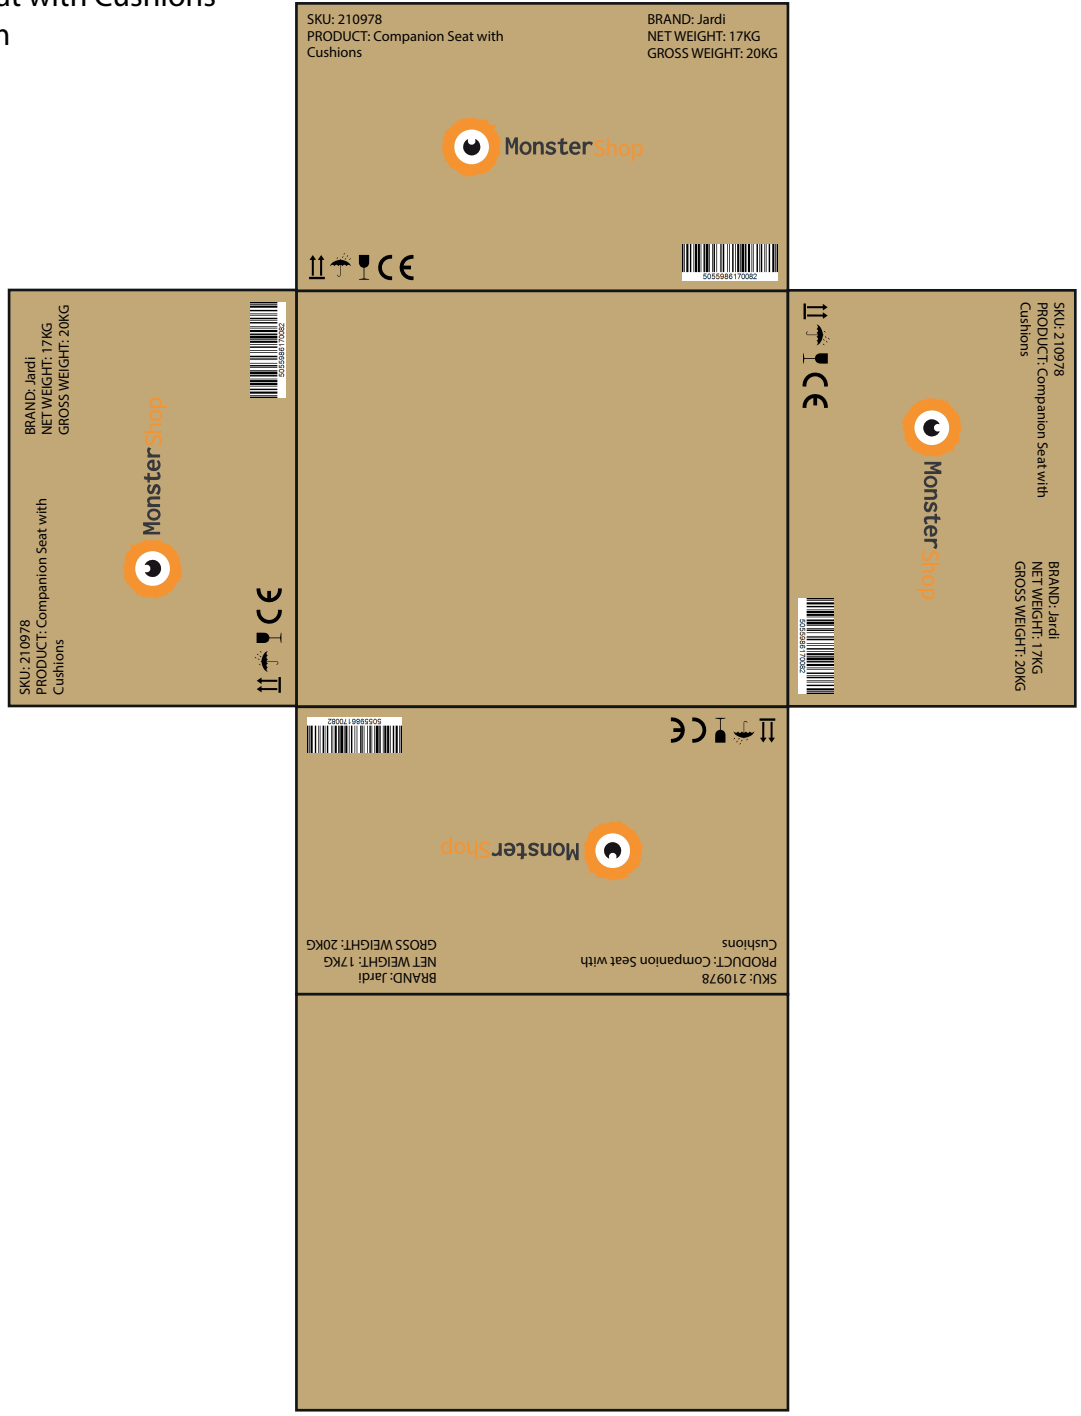 with Cushions
SKU: 210978
PRODUCT: Companion Seat with
Cushions
BRAND: Jardi
NET WEIGHT: 17KG
GROSS WEIGHT: 20KG
MonsterShop
CE
5055986170082
SKU: 210978
PRODUCT: Companion Seat with
Cushions
BRAND: Jardi
NET WEIGHT: 17KG
GROSS WEIGHT: 20KG
MonsterShop
CE
5055986170082
SKU: 210978
PRODUCT: Companion Seat with
Cushions
BRAND: Jardi
NET WEIGHT: 17KG
GROSS WEIGHT: 20KG
MonsterShop
CE
5055986170082
SKU: 210978
PRODUCT: Companion Seat with
Cushions
BRAND: Jardi
NET WEIGHT: 17KG
GROSS WEIGHT: 20KG
MonsterShop
CE
5055986170082